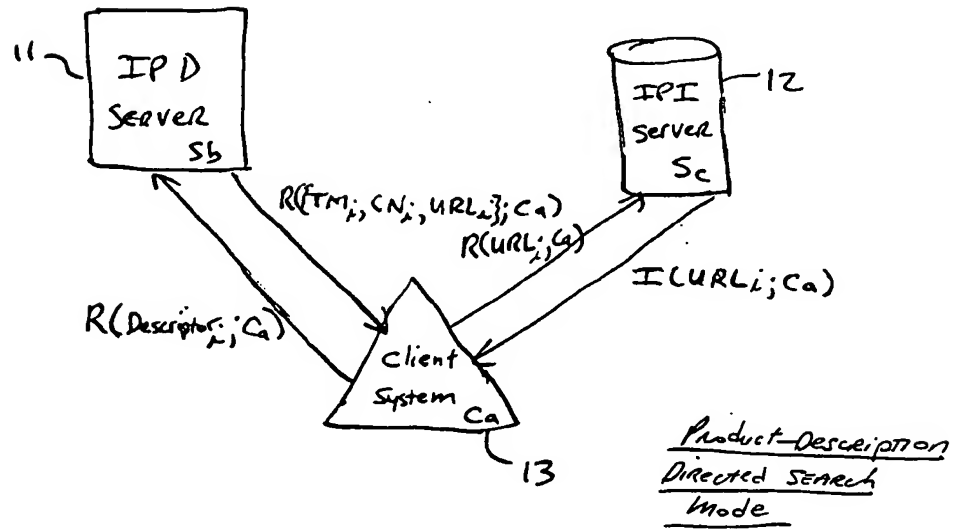 11
IPD
Server
Sb
IPI
Server
Sc
12
R({TMi, CNi, URLi}; Ca)
R(URLi; Ca)
I(URLi; Ca)
R(Descriptori; Ca)
Client
System
Ca
13
Product-Description
Directed Search
Mode